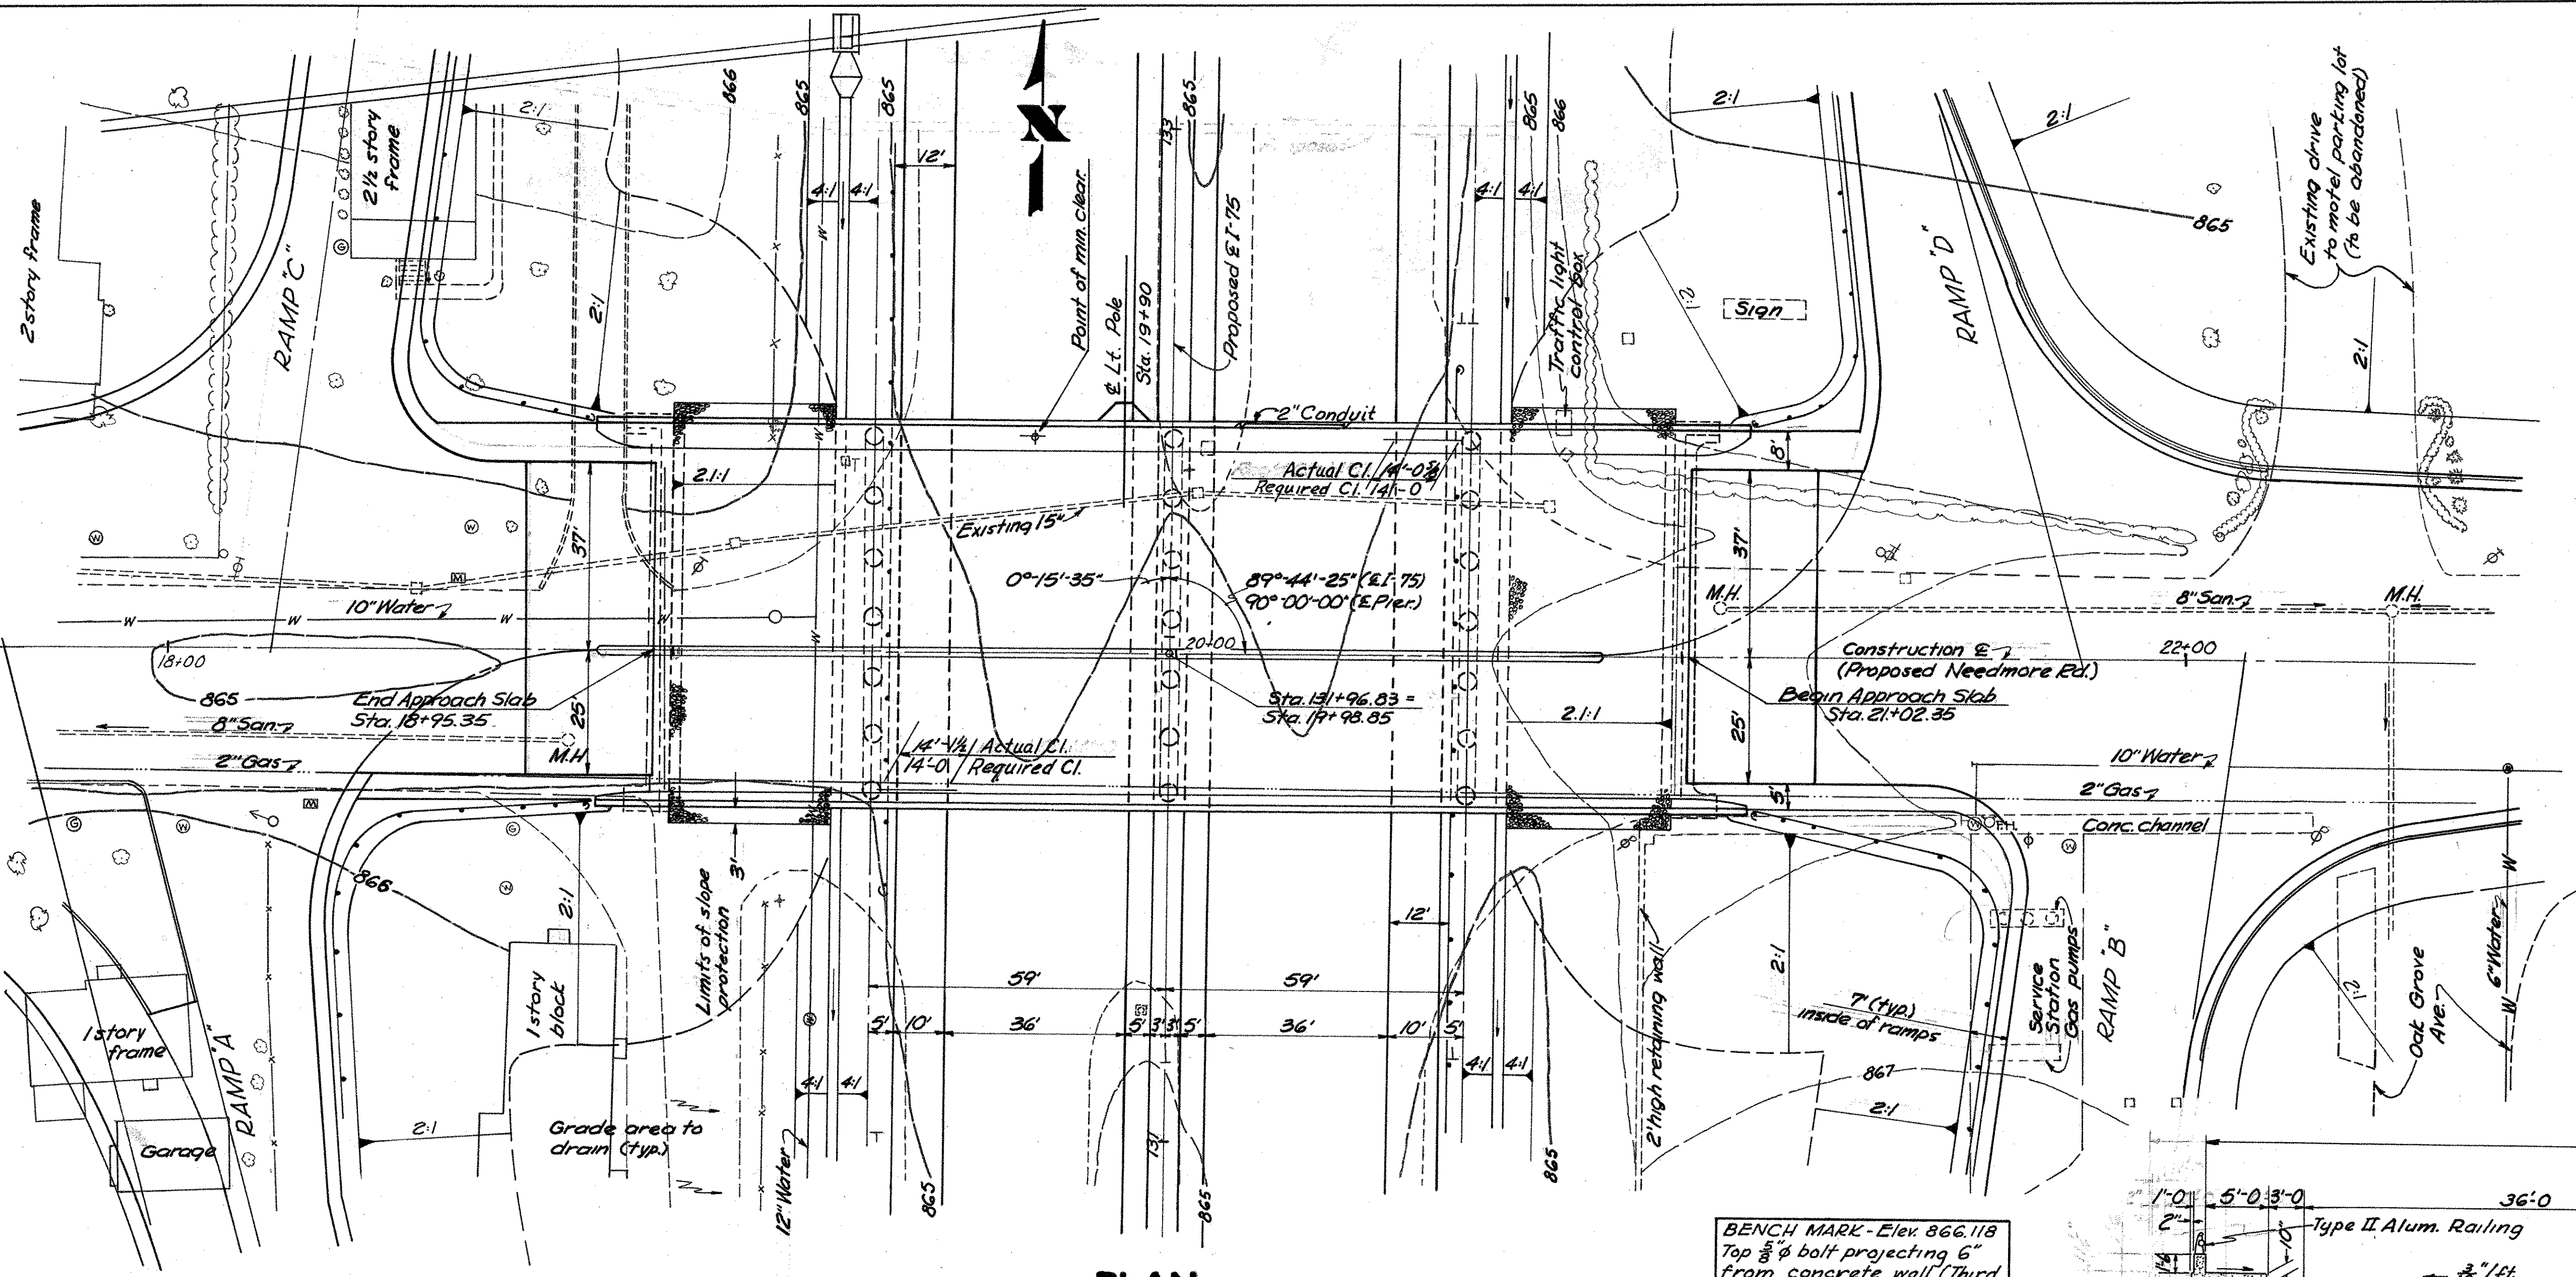 2 story frame
RAMP "C"
2½ story
frame
2:1
866
865
865
12'
N
4:1
4:1
Point of min. clear.
℄ Lt. Pole
Sta. 19+90
133
865
Proposed ℄ I-75
4:1
4:1
865
866
Traffic light
control box
2:1
2:1
Sign
2:1
RAMP "D"
2:1
865
Existing drive
to motel parking lot
(to be abandoned)
2:1
2:1
2" Conduit
8'
2.1:1
Actual Cl. 14'-0⅝
Required Cl. 14'-0
Existing 15"
37'
37'
0°-15'-35"
89°-44'-25" (℄ I-75)
90°-00'-00" (℄ Pier)
10" Water
W
W
W
W
M.H.
8" San.
M.H.
18+00
20+00
Construction ℄
(Proposed Needmore Rd.)
22+00
865
End Approach Slab
Sta. 18+95.35
25'
Sta. 131+96.83 =
Sta. 19+98.85
Begin Approach Slab
Sta. 21+02.35
2.1:1
25'
8" San.
M.H.
14'-1½ Actual Cl.
14'-0 Required Cl.
2" Gas
10" Water
2" Gas
5'
F.H.
Conc. channel
866
2:1
Limits of slope
protection
3'
1 story
block
12'
59'
59'
5'
10'
36'
5'
3'
3'
5'
36'
10'
5'
2' high retaining wall
2:1
7' (typ.)
inside of ramps
Service
Station
Gas pumps
RAMP "B"
2:1
Oak Grove
Ave.
6" Water
W
W
1 story
frame
RAMP "A"
Garage
2:1
Grade area to
drain (typ.)
4:1
4:1
12" Water
865
131
865
4:1
4:1
865
867
2:1
BENCH MARK - Elev. 866.118
Top ⅝"ϕ bolt projecting 6"
from concrete wall (Third
1'-0
5'-0
3'-0
36'-0
2"
Type II Alum. Railing
10"
1'-6
PLAN